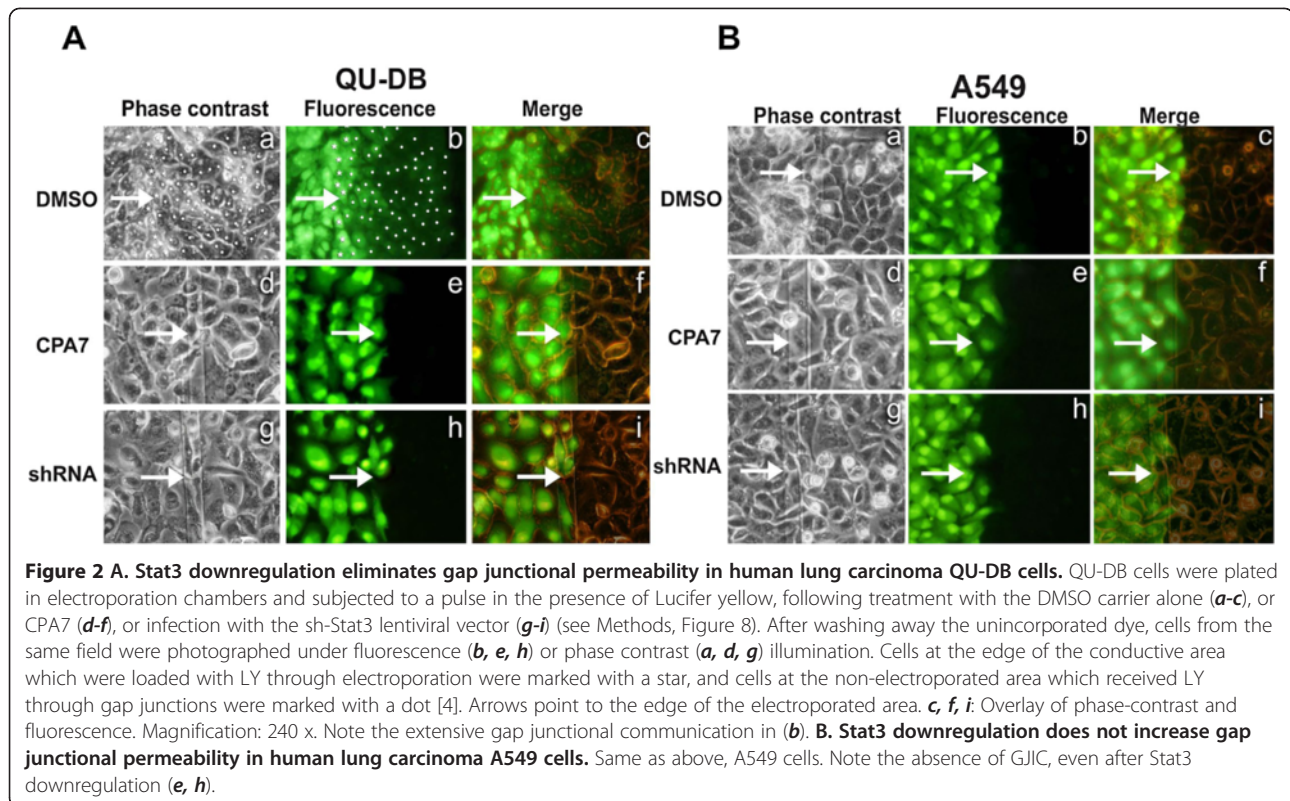 A
B
QU-DB
A549
Phase contrast Fluorescence Merge
Phase contrast Fluorescence Merge
a b c
DMSO
d e f
CPA7
g h i
shRNA
a b c
DMSO
d e f
CPA7
g h i
shRNA
Figure 2 A. Stat3 downregulation eliminates gap junctional permeability in human lung carcinoma QU-DB cells. QU-DB cells were plated
in electroporation chambers and subjected to a pulse in the presence of Lucifer yellow, following treatment with the DMSO carrier alone (a-c), or
CPA7 (d-f), or infection with the sh-Stat3 lentiviral vector (g-i) (see Methods, Figure 8). After washing away the unincorporated dye, cells from the
same field were photographed under fluorescence (b, e, h) or phase contrast (a, d, g) illumination. Cells at the edge of the conductive area
which were loaded with LY through electroporation were marked with a star, and cells at the non-electroporated area which received LY
through gap junctions were marked with a dot [4]. Arrows point to the edge of the electroporated area. c, f, i: Overlay of phase-contrast and
fluorescence. Magnification: 240 x. Note the extensive gap junctional communication in (b). B. Stat3 downregulation does not increase gap
junctional permeability in human lung carcinoma A549 cells. Same as above, A549 cells. Note the absence of GJIC, even after Stat3
downregulation (e, h).